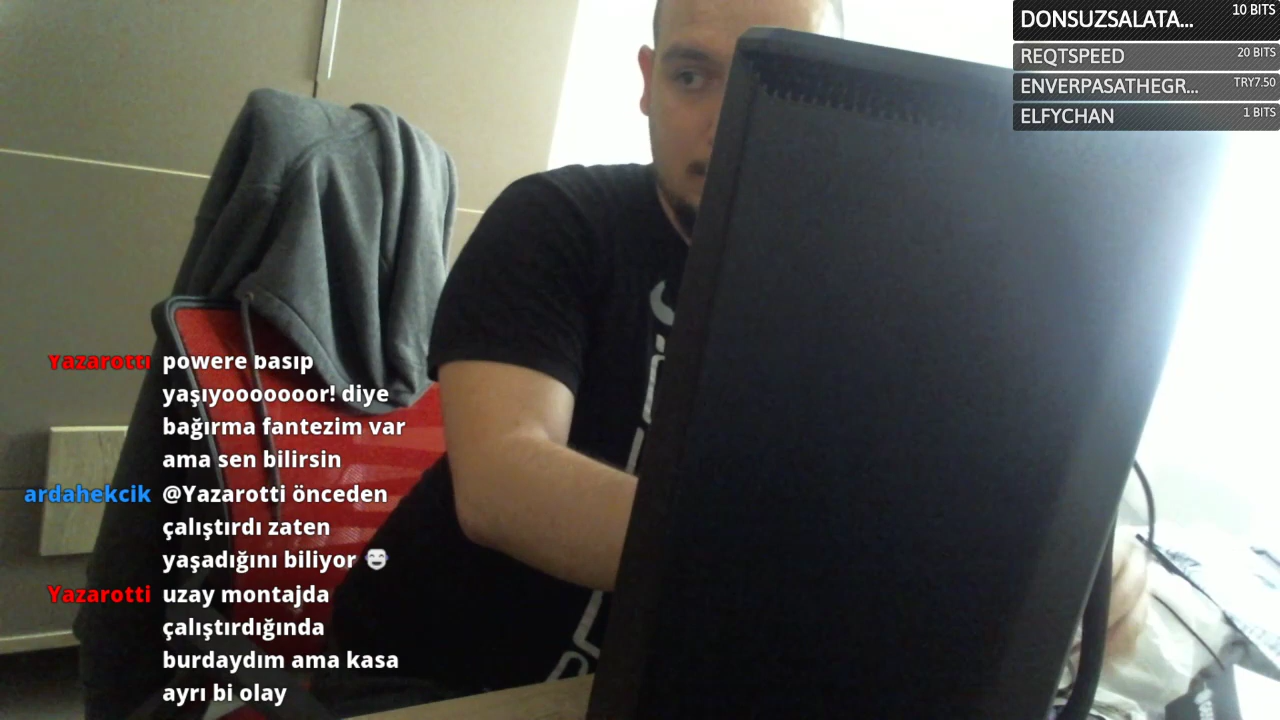 DONSUZSALATA... 10 BITS
REQTSPEED 20 BITS
ENVERPASATHEGR... TRY7.50
ELFYCHAN 1 BITS
Yazarotti powere basıp
yaşıyooooooor! diye
bağırma fantezim var
ama sen bilirsin
ardahekcik @Yazarotti önceden
çalıştırdı zaten
yaşadığını biliyor
Yazarotti uzay montajda
çalıştırdığında
burdaydım ama kasa
ayrı bi olay